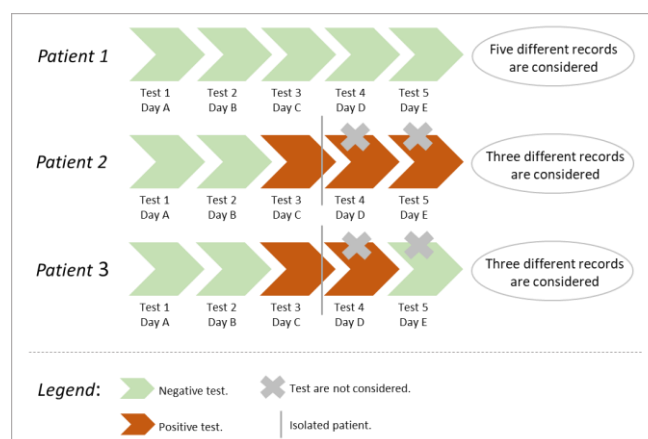 Patient 1
Five different records
are considered
Test 1 Test 2 Test 3 Test 4 Test 5
Day A Day B Day C Day D Day E
Patient 2
Three different records
are considered
Test 1 Test 2 Test 3 Test 4 Test 5
Day A Day B Day C Day D Day E
Patient 3
Three different records
are considered
Test 1 Test 2 Test 3 Test 4 Test 5
Day A Day B Day C Day D Day E
Legend:
Negative test. Test are not considered.
Positive test. Isolated patient.